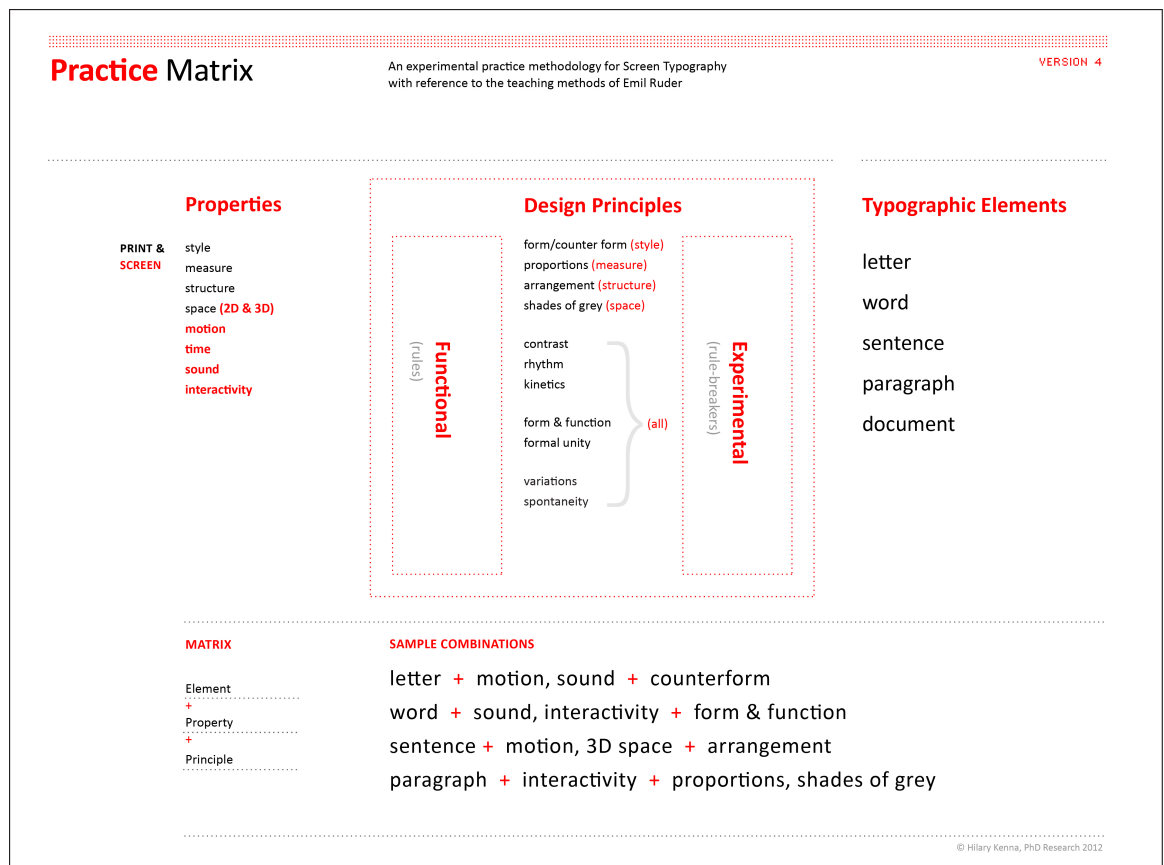 Practice Matrix
An experimental practice methodology for Screen Typography
with reference to the teaching methods of Emil Ruder
VERSION 4
Properties
PRINT &
SCREEN
style
measure
structure
space (2D & 3D)
motion
time
sound
interactivity
Design Principles
Functional
(rules)
form/counter form (style)
proportions (measure)
arrangement (structure)
shades of grey (space)
contrast
rhythm
kinetics
form & function
formal unity
variations
spontaneity
(all)
Experimental
(rule-breakers)
Typographic Elements
letter
word
sentence
paragraph
document
MATRIX
Element
+
Property
+
Principle
SAMPLE COMBINATIONS
letter + motion, sound + counterform
word + sound, interactivity + form & function
sentence + motion, 3D space + arrangement
paragraph + interactivity + proportions, shades of grey
© Hilary Kenna, PhD Research 2012